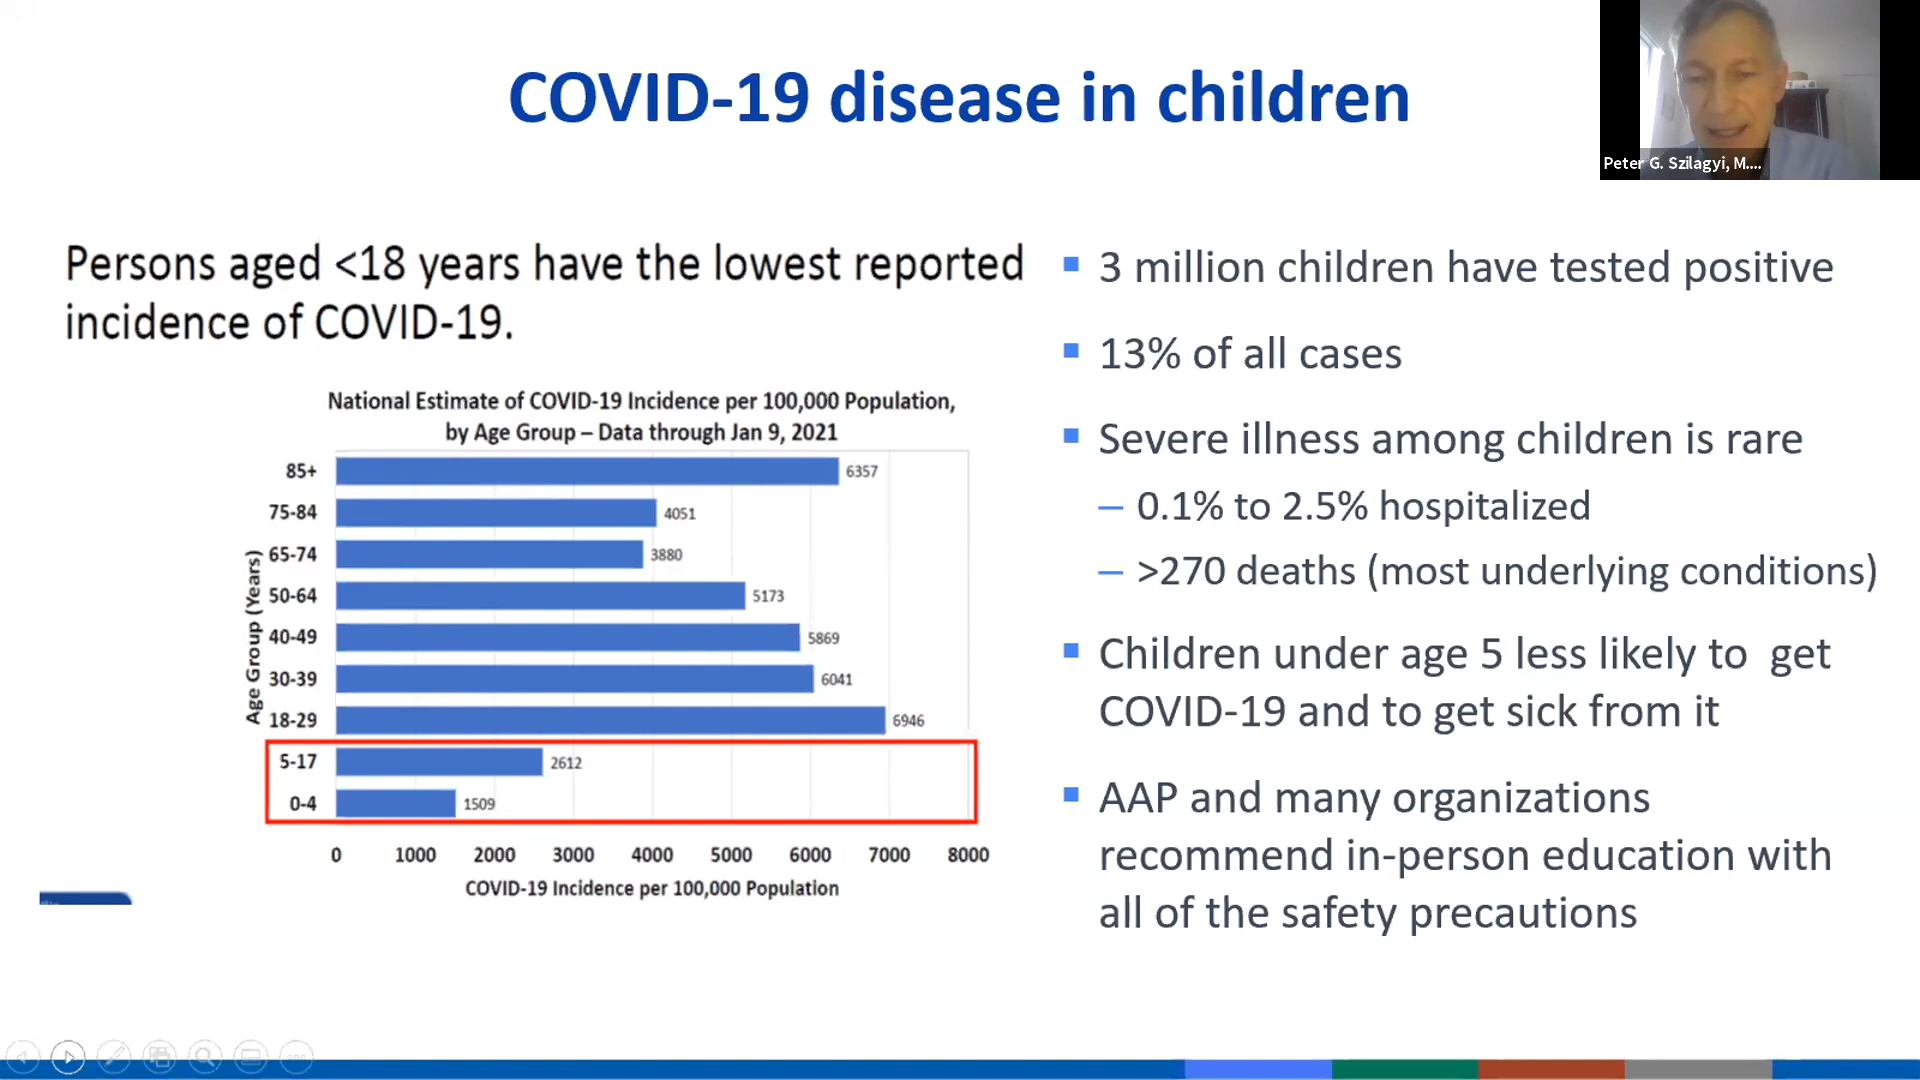 COVID-19 disease in children
Peter G. Szilagyi, M....
Persons aged <18 years have the lowest reported
incidence of COVID-19.
National Estimate of COVID-19 Incidence per 100,000 Population,
by Age Group – Data through Jan 9, 2021
Age Group (Years)
85+ 6357
75-84 4051
65-74 3880
50-64 5173
40-49 5869
30-39 6041
18-29 6946
5-17 2612
0-4 1509
0 1000 2000 3000 4000 5000 6000 7000 8000
COVID-19 Incidence per 100,000 Population
▪ 3 million children have tested positive
▪ 13% of all cases
▪ Severe illness among children is rare
– 0.1% to 2.5% hospitalized
– >270 deaths (most underlying conditions)
▪ Children under age 5 less likely to  get
COVID-19 and to get sick from it
▪ AAP and many organizations
recommend in-person education with
all of the safety precautions